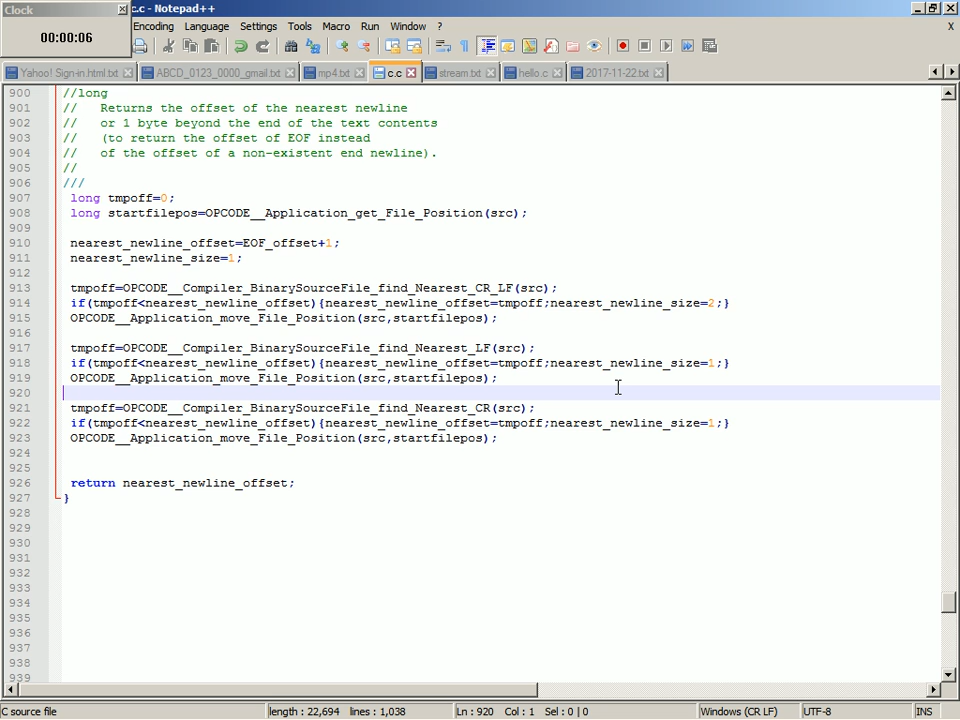 Clock
00:00:06
c.c - Notepad++
Encoding Language Settings Tools Macro Run Window ?
X
Yahoo! Sign-in.html.txt ABCD_0123_0000_gmail.txt mp4.txt c.c stream.txt hello.c 2017-11-22.txt
900 //long
901 // Returns the offset of the nearest newline
902 // or 1 byte beyond the end of the text contents
903 // (to return the offset of EOF instead
904 // of the offset of a non-existent end newline).
905 //
906 ///
907 long tmpoff=0;
908 long startfilepos=OPCODE__Application_get_File_Position(src);
909
910 nearest_newline_offset=EOF_offset+1;
911 nearest_newline_size=1;
912
913 tmpoff=OPCODE__Compiler_BinarySourceFile_find_Nearest_CR_LF(src);
914 if(tmpoff<nearest_newline_offset){nearest_newline_offset=tmpoff;nearest_newline_size=2;}
915 OPCODE__Application_move_File_Position(src,startfilepos);
916
917 tmpoff=OPCODE__Compiler_BinarySourceFile_find_Nearest_LF(src);
918 if(tmpoff<nearest_newline_offset){nearest_newline_offset=tmpoff;nearest_newline_size=1;}
919 OPCODE__Application_move_File_Position(src,startfilepos);
920
921 tmpoff=OPCODE__Compiler_BinarySourceFile_find_Nearest_CR(src);
922 if(tmpoff<nearest_newline_offset){nearest_newline_offset=tmpoff;nearest_newline_size=1;}
923 OPCODE__Application_move_File_Position(src,startfilepos);
924
925
926 return nearest_newline_offset;
927 }
928
929
930
931
932
933
934
935
936
937
938
939
C source file length : 22,694 lines : 1,038 Ln : 920 Col : 1 Sel : 0 | 0 Windows (CR LF) UTF-8 INS